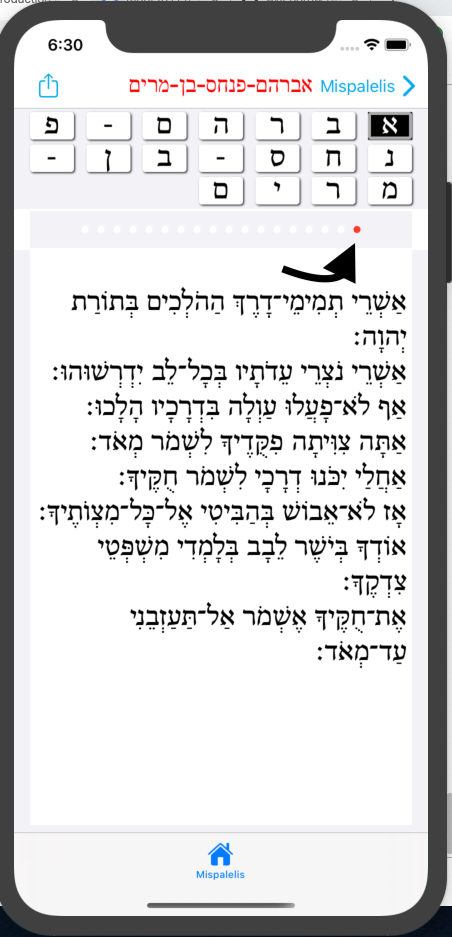 6:30
Mispalelis אברהם-פנחס-בן-מרים
א ב ר ה ם - פ
נ ח ס - ב ן -
מ ר י ם
אַשְׁרֵי תְמִימֵי־דָרֶךְ הַהֹלְכִים בְּתוֹרַת
יְהוָה:
אַשְׁרֵי נֹצְרֵי עֵדֹתָיו בְּכָל־לֵב יִדְרְשׁוּהוּ:
אַף לֹא־פָעֲלוּ עַוְלָה בִּדְרָכָיו הָלָכוּ:
אַתָּה צִוִּיתָה פִקֻּדֶיךָ לִשְׁמֹר מְאֹד:
אַחֲלַי יִכֹּנוּ דְרָכָי לִשְׁמֹר חֻקֶּיךָ:
אָז לֹא־אֵבוֹשׁ בְּהַבִּיטִי אֶל־כָּל־מִצְוֹתֶיךָ:
אוֹדְךָ בְּיֹשֶׁר לֵבָב בְּלָמְדִי מִשְׁפְּטֵי
צִדְקֶךָ:
אֶת־חֻקֶּיךָ אֶשְׁמֹר אַל־תַּעַזְבֵנִי
עַד־מְאֹד:
Mispalelis